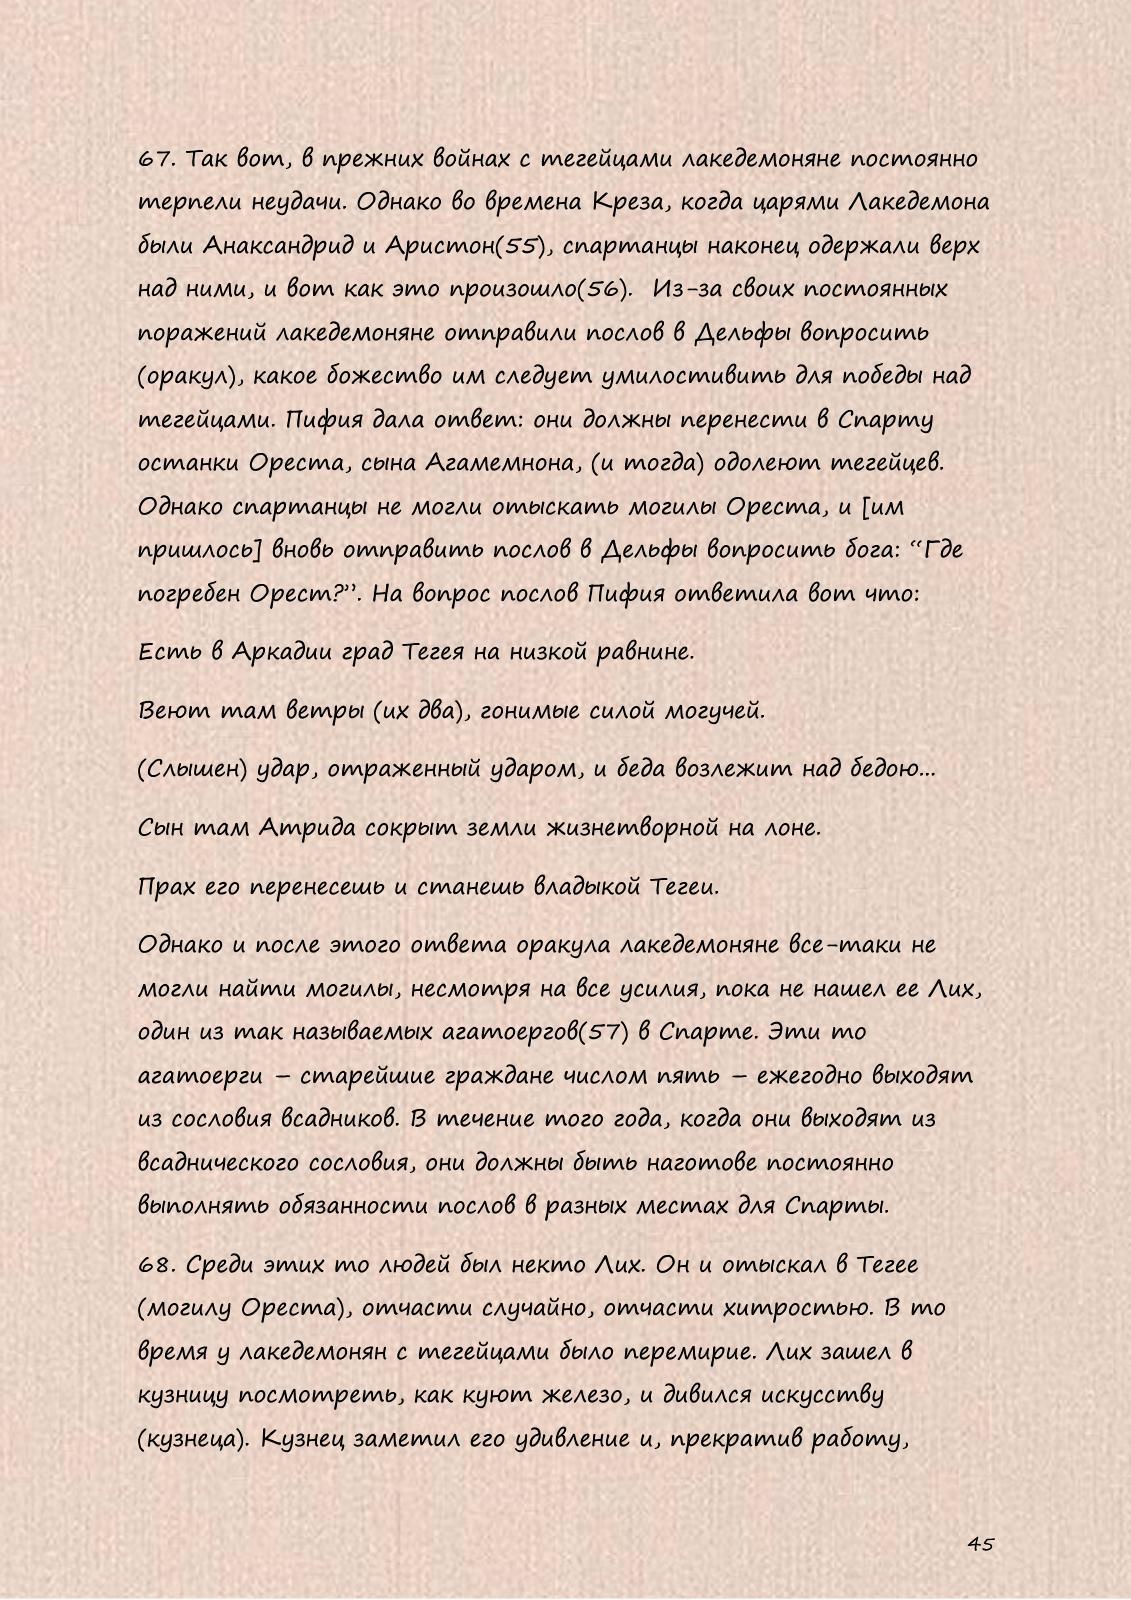 67. Так вот, в прежних войнах с тегейцами лакедемоняне постоянно
терпели неудачи. Однако во времена Креза, когда царями Лакедемона
были Анаксандрид и Аристон(55), спартанцы наконец одержали верх
над ними, и вот как это произошло(56).  Из-за своих постоянных
поражений лакедемоняне отправили послов в Дельфы вопросить
(оракул), какое божество им следует умилостивить для победы над
тегейцами. Пифия дала ответ: они должны перенести в Спарту
останки Ореста, сына Агамемнона, (и тогда) одолеют тегейцев.
Однако спартанцы не могли отыскать могилы Ореста, и [им
пришлось] вновь отправить послов в Дельфы вопросить бога: “Где
погребен Орест?”. На вопрос послов Пифия ответила вот что:
Есть в Аркадии град Тегея на низкой равнине.
Веют там ветры (их два), гонимые силой могучей.
(Слышен) удар, отраженный ударом, и беда возлежит над бедою...
Сын там Атрида сокрыт земли жизнетворной на лоне.
Прах его перенесешь и станешь владыкой Тегеи.
Однако и после этого ответа оракула лакедемоняне все-таки не
могли найти могилы, несмотря на все усилия, пока не нашел ее Лих,
один из так называемых агатоергов(57) в Спарте. Эти то
агатоерги – старейшие граждане числом пять – ежегодно выходят
из сословия всадников. В течение того года, когда они выходят из
всаднического сословия, они должны быть наготове постоянно
выполнять обязанности послов в разных местах для Спарты.
68. Среди этих то людей был некто Лих. Он и отыскал в Тегее
(могилу Ореста), отчасти случайно, отчасти хитростью. В то
время у лакедемонян с тегейцами было перемирие. Лих зашел в
кузницу посмотреть, как куют железо, и дивился искусству
(кузнеца). Кузнец заметил его удивление и, прекратив работу,
45